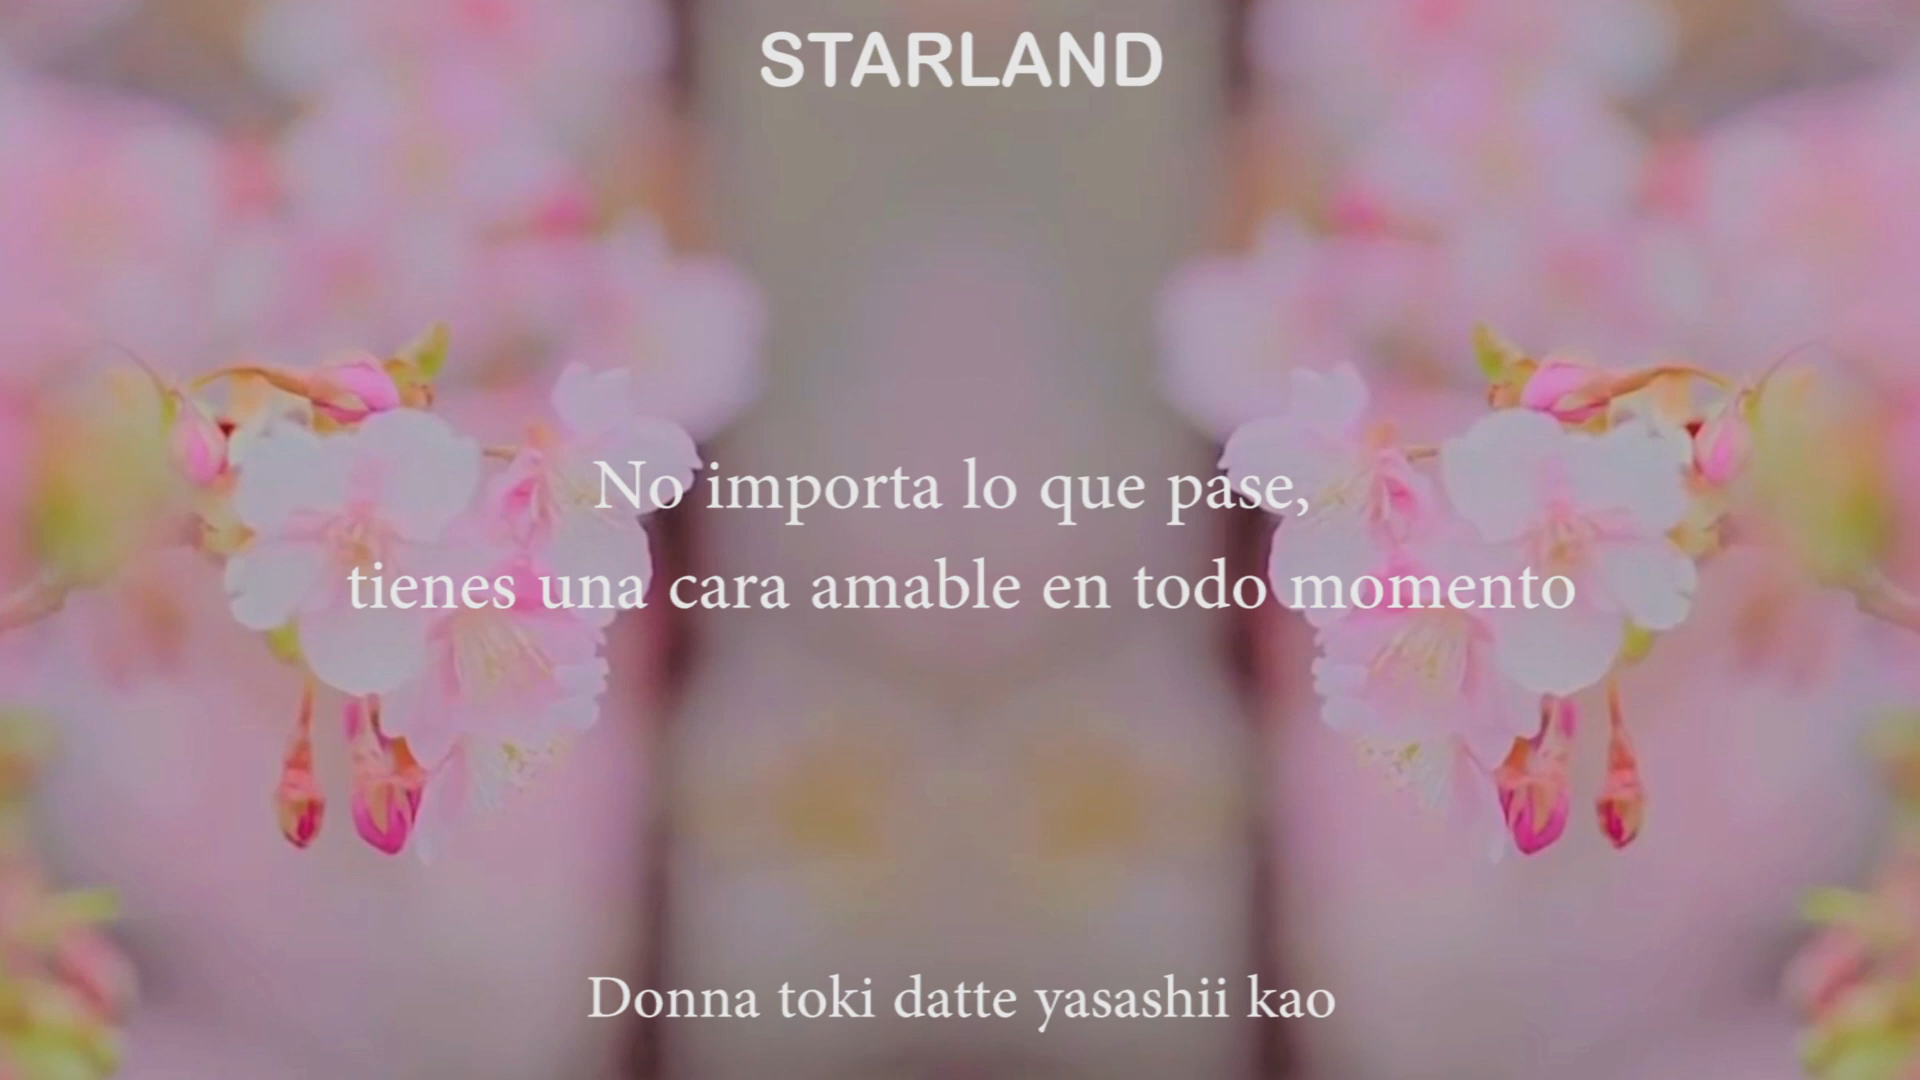 STARLAND
No importa lo que pase,
tienes una cara amable en todo momento
Donna toki datte yasashii kao